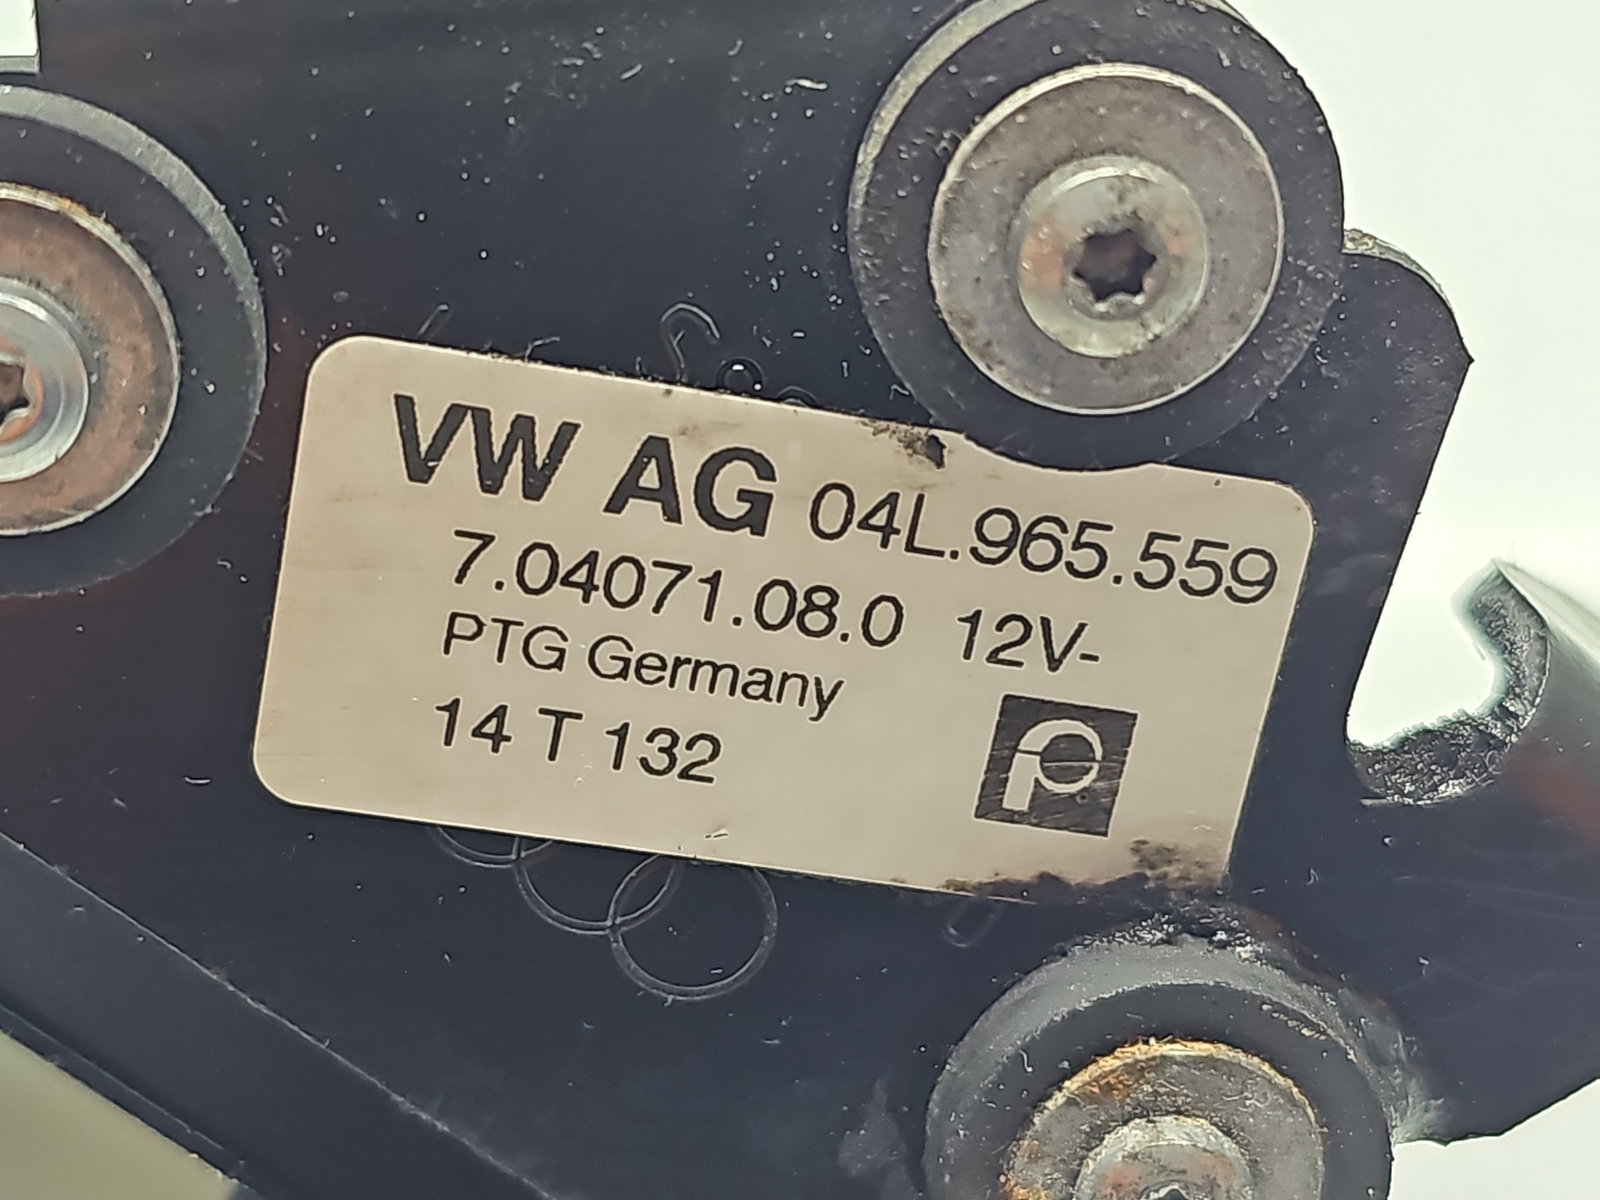 VW AG 04L.965.559
7.04071.08.0 12V-
PTG Germany
14 T 132